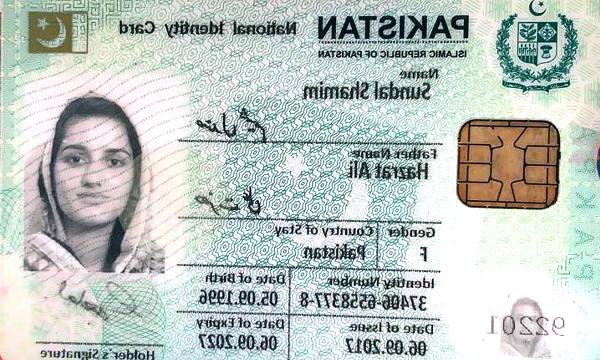 PAKISTAN National Identity Card
ISLAMIC REPUBLIC OF PAKISTAN
Name
Sundal Shamim
Father Name
Hazrat Ali
Gender Country of Stay
F Pakistan
Identity Number Date of Birth
37406-6558377-8 05.09.1996
Date of Issue Date of Expiry
06.09.2017 06.09.2027
Holder's Signature